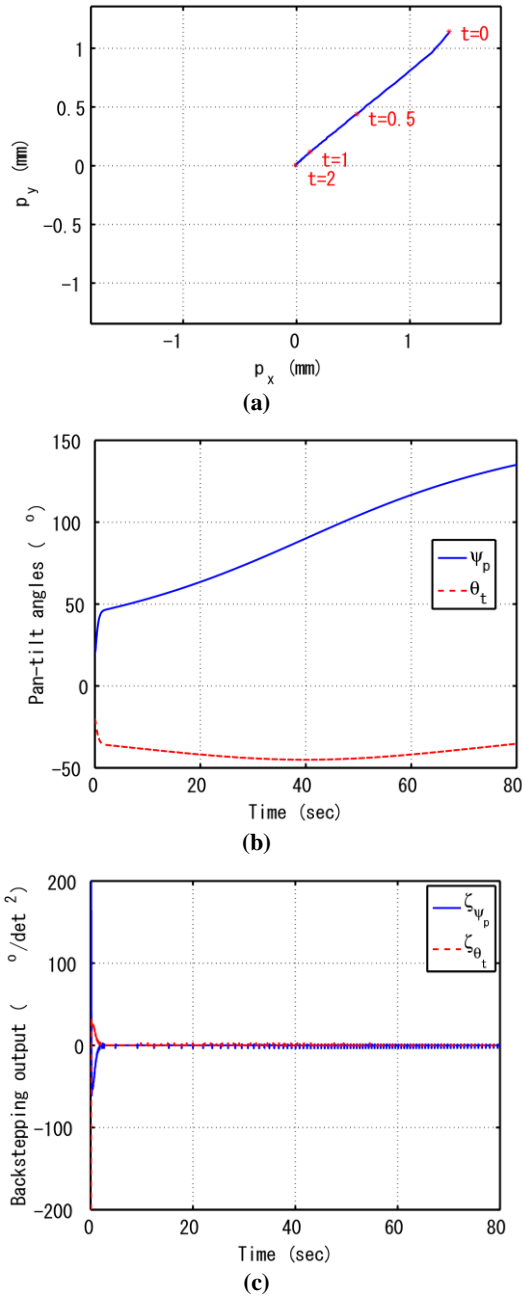 1
0.5
0
-0.5
-1
p_y (mm)
t=0
t=0.5
t=1
t=2
-1 0 1
p_x (mm)
(a)
150
100
50
0
-50
Pan-tilt angles ( º)
ψ_p
θ_t
0 20 40 60 80
Time (sec)
(b)
200
100
0
-100
-200
Backstepping output ( º/det ²)
ζ_ψ_p
ζ_θ_t
0 20 40 60 80
Time (sec)
(c)